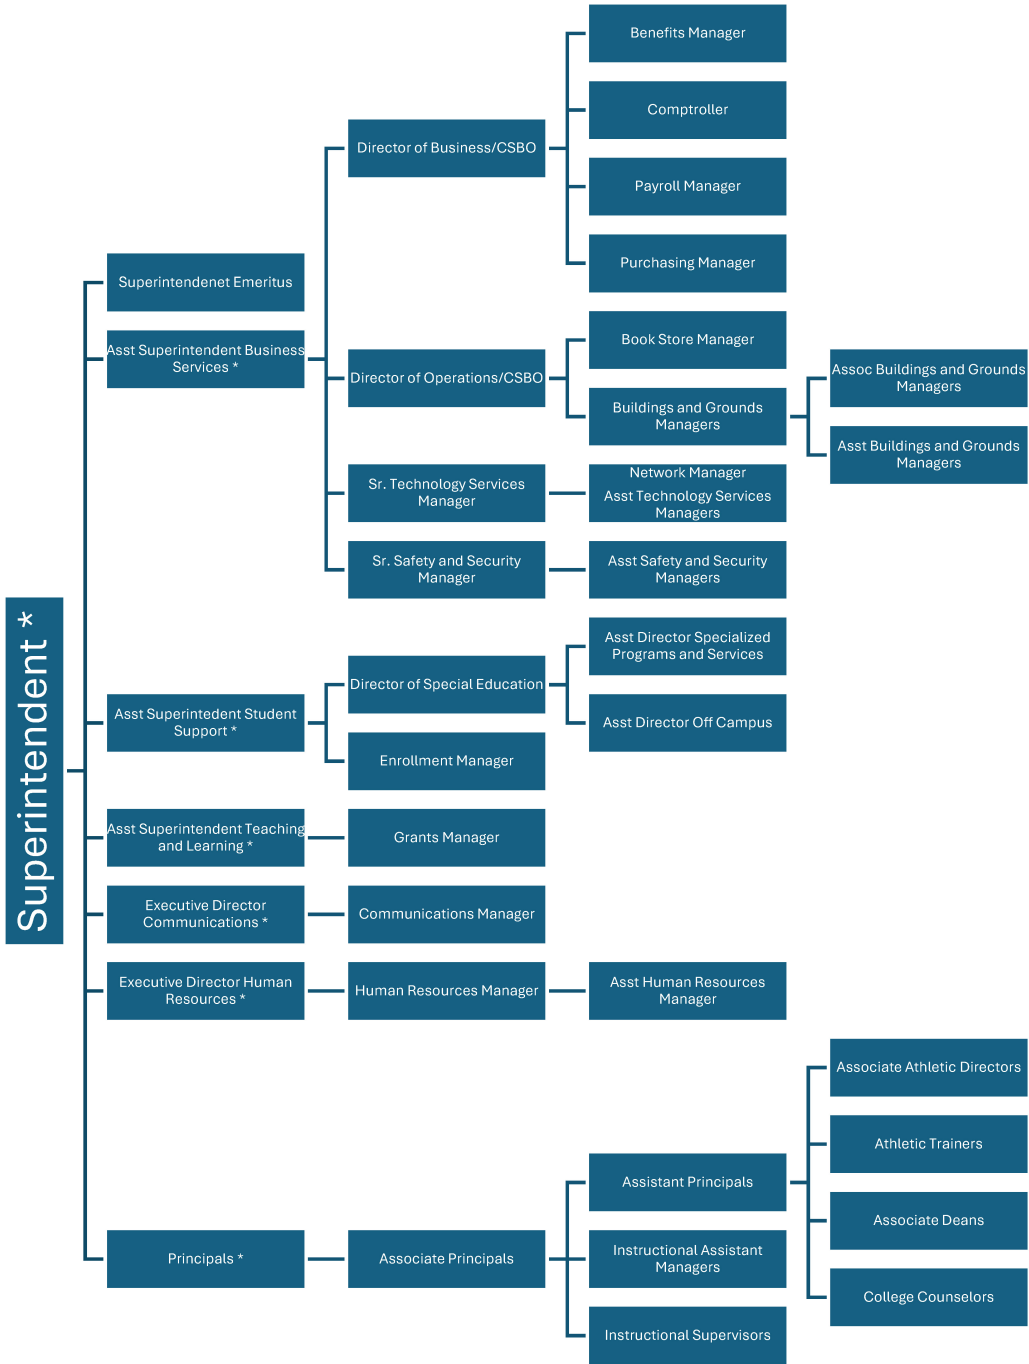 Superintendent *
Superintendenet Emeritus
Asst Superintendent Business
Services *
Director of Business/CSBO
Benefits Manager
Comptroller
Payroll Manager
Purchasing Manager
Director of Operations/CSBO
Book Store Manager
Buildings and Grounds
Managers
Assoc Buildings and Grounds
Managers
Asst Buildings and Grounds
Managers
Sr. Technology Services
Manager
Network Manager
Asst Technology Services
Managers
Sr. Safety and Security
Manager
Asst Safety and Security
Managers
Asst Superintedent Student
Support *
Director of Special Education
Asst Director Specialized
Programs and Services
Asst Director Off Campus
Enrollment Manager
Asst Superintendent Teaching
and Learning *
Grants Manager
Executive Director
Communications *
Communications Manager
Executive Director Human
Resources *
Human Resources Manager
Asst Human Resources
Manager
Principals *
Associate Principals
Assistant Principals
Associate Athletic Directors
Athletic Trainers
Associate Deans
College Counselors
Instructional Assistant
Managers
Instructional Supervisors